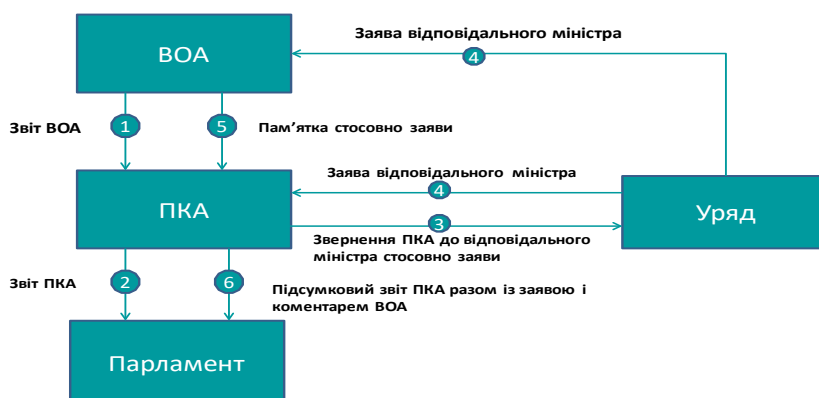 Заява відповідального міністра
4
ВОА
Звіт ВОА
1
5
Пам’ятка стосовно заяви
Заява відповідального міністра
4
ПКА
Уряд
3
Звернення ПКА до відповідального
міністра стосовно заяви
Звіт ПКА
2
6
Підсумковий звіт ПКА разом із заявою і
коментарем ВОА
Парламент